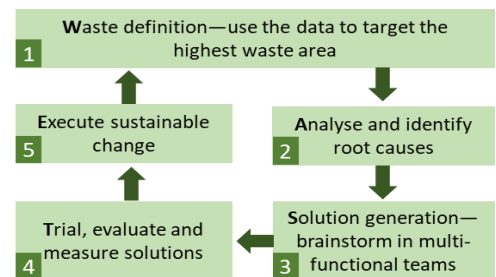 Waste definition—use the data to target the
highest waste area
1
Analyse and identify
root causes
2
Solution generation—
brainstorm in multi-
functional teams
3
Trial, evaluate and
measure solutions
4
Execute sustainable
change
5